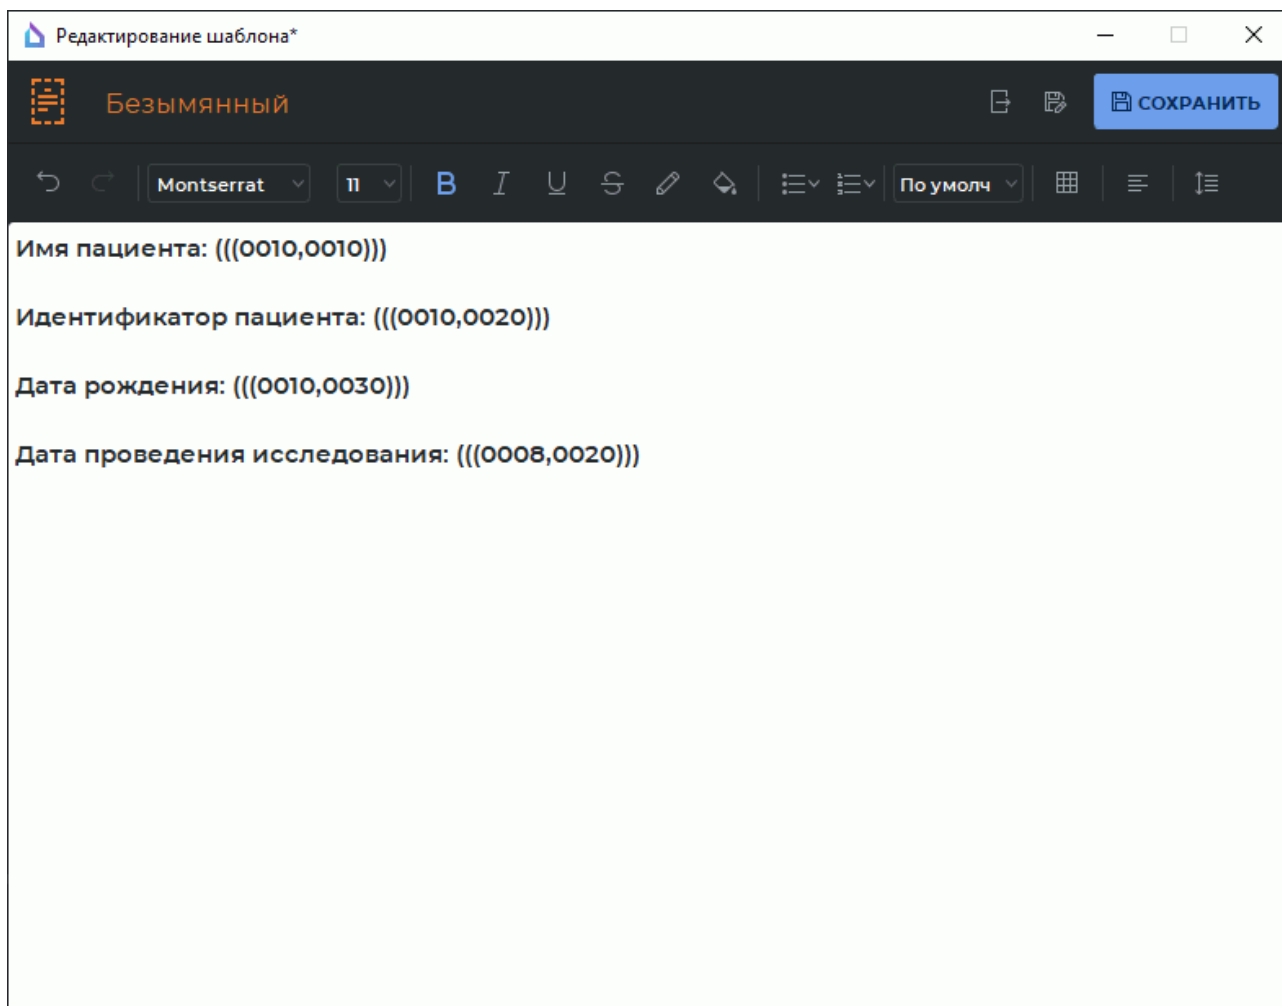 Редактирование шаблона*
Безымянный
СОХРАНИТЬ
Montserrat 11 B I U S По умолч
Имя пациента: (((0010,0010)))
Идентификатор пациента: (((0010,0020)))
Дата рождения: (((0010,0030)))
Дата проведения исследования: (((0008,0020)))